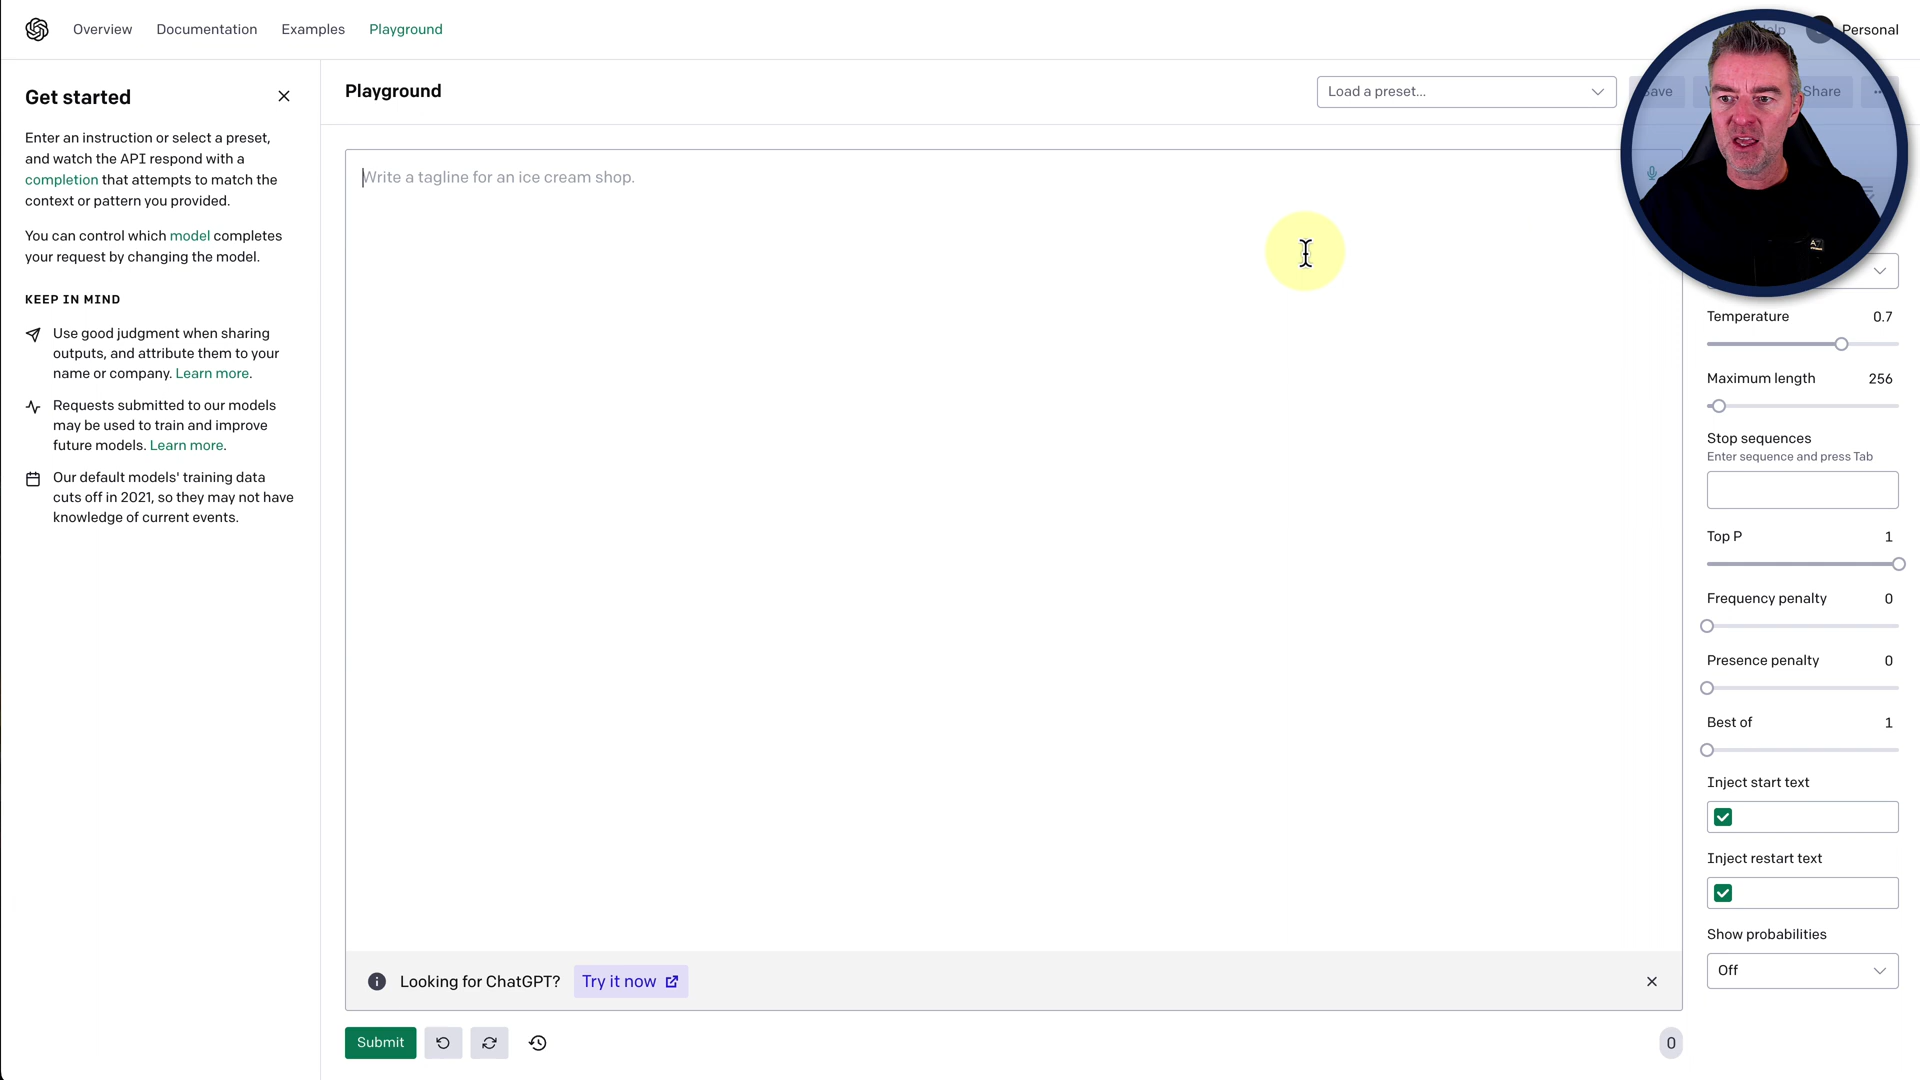 Overview Documentation Examples Playground
Personal
Get started
Enter an instruction or select a preset,
and watch the API respond with a
completion that attempts to match the
context or pattern you provided.
You can control which model completes
your request by changing the model.
KEEP IN MIND
Use good judgment when sharing
outputs, and attribute them to your
name or company. Learn more.
Requests submitted to our models
may be used to train and improve
future models. Learn more.
Our default models' training data
cuts off in 2021, so they may not have
knowledge of current events.
Playground
Load a preset...
Share
Write a tagline for an ice cream shop.
Looking for ChatGPT? Try it now
Submit
0
Temperature 0.7
Maximum length 256
Stop sequences
Enter sequence and press Tab
Top P 1
Frequency penalty 0
Presence penalty 0
Best of 1
Inject start text
Inject restart text
Show probabilities
Off